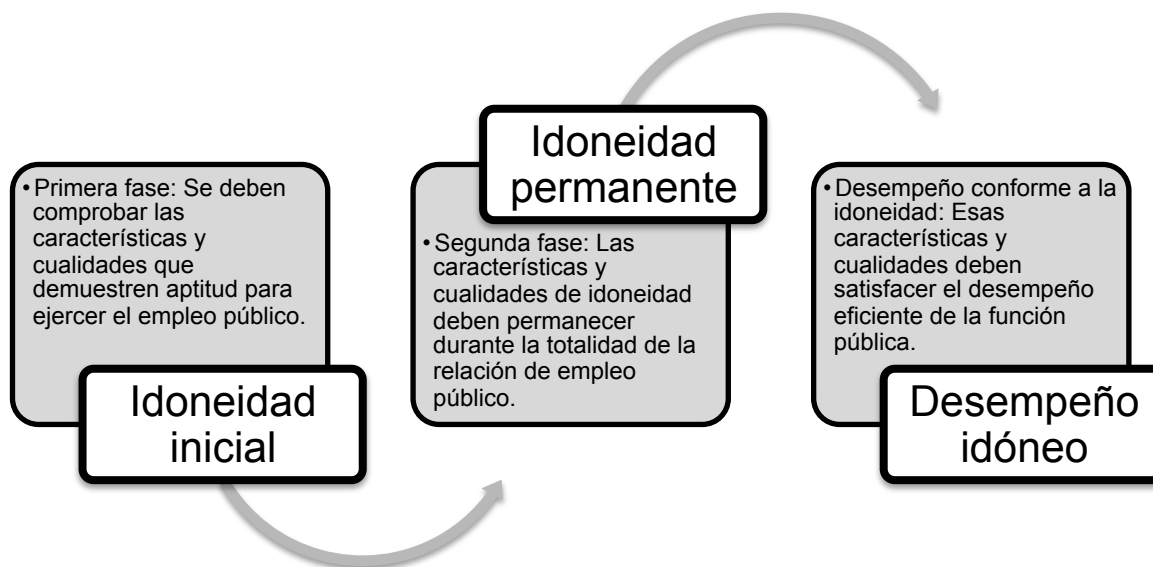 •Primera fase: Se deben
comprobar las
características y
cualidades que
demuestren aptitud para
ejercer el empleo público.
Idoneidad
inicial
Idoneidad
permanente
•Segunda fase: Las
características y
cualidades de idoneidad
deben permanecer
durante la totalidad de la
relación de empleo
público.
•Desempeño conforme a la
idoneidad: Esas
características y
cualidades deben
satisfacer el desempeño
eficiente de la función
pública.
Desempeño
idóneo